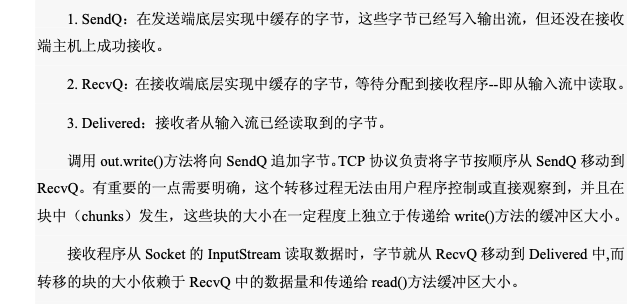 1. SendQ：在发送端底层实现中缓存的字节，这些字节已经写入输出流，但还没在接收
端主机上成功接收。
2. RecvQ：在接收端底层实现中缓存的字节，等待分配到接收程序--即从输入流中读取。
3. Delivered：接收者从输入流已经读取到的字节。
调用 out.write()方法将向 SendQ 追加字节。TCP 协议负责将字节按顺序从 SendQ 移动到
RecvQ。有重要的一点需要明确，这个转移过程无法由用户程序控制或直接观察到，并且在
块中（chunks）发生，这些块的大小在一定程度上独立于传递给 write()方法的缓冲区大小。
接收程序从 Socket 的 InputStream 读取数据时，字节就从 RecvQ 移动到 Delivered 中,而
转移的块的大小依赖于 RecvQ 中的数据量和传递给 read()方法缓冲区大小。